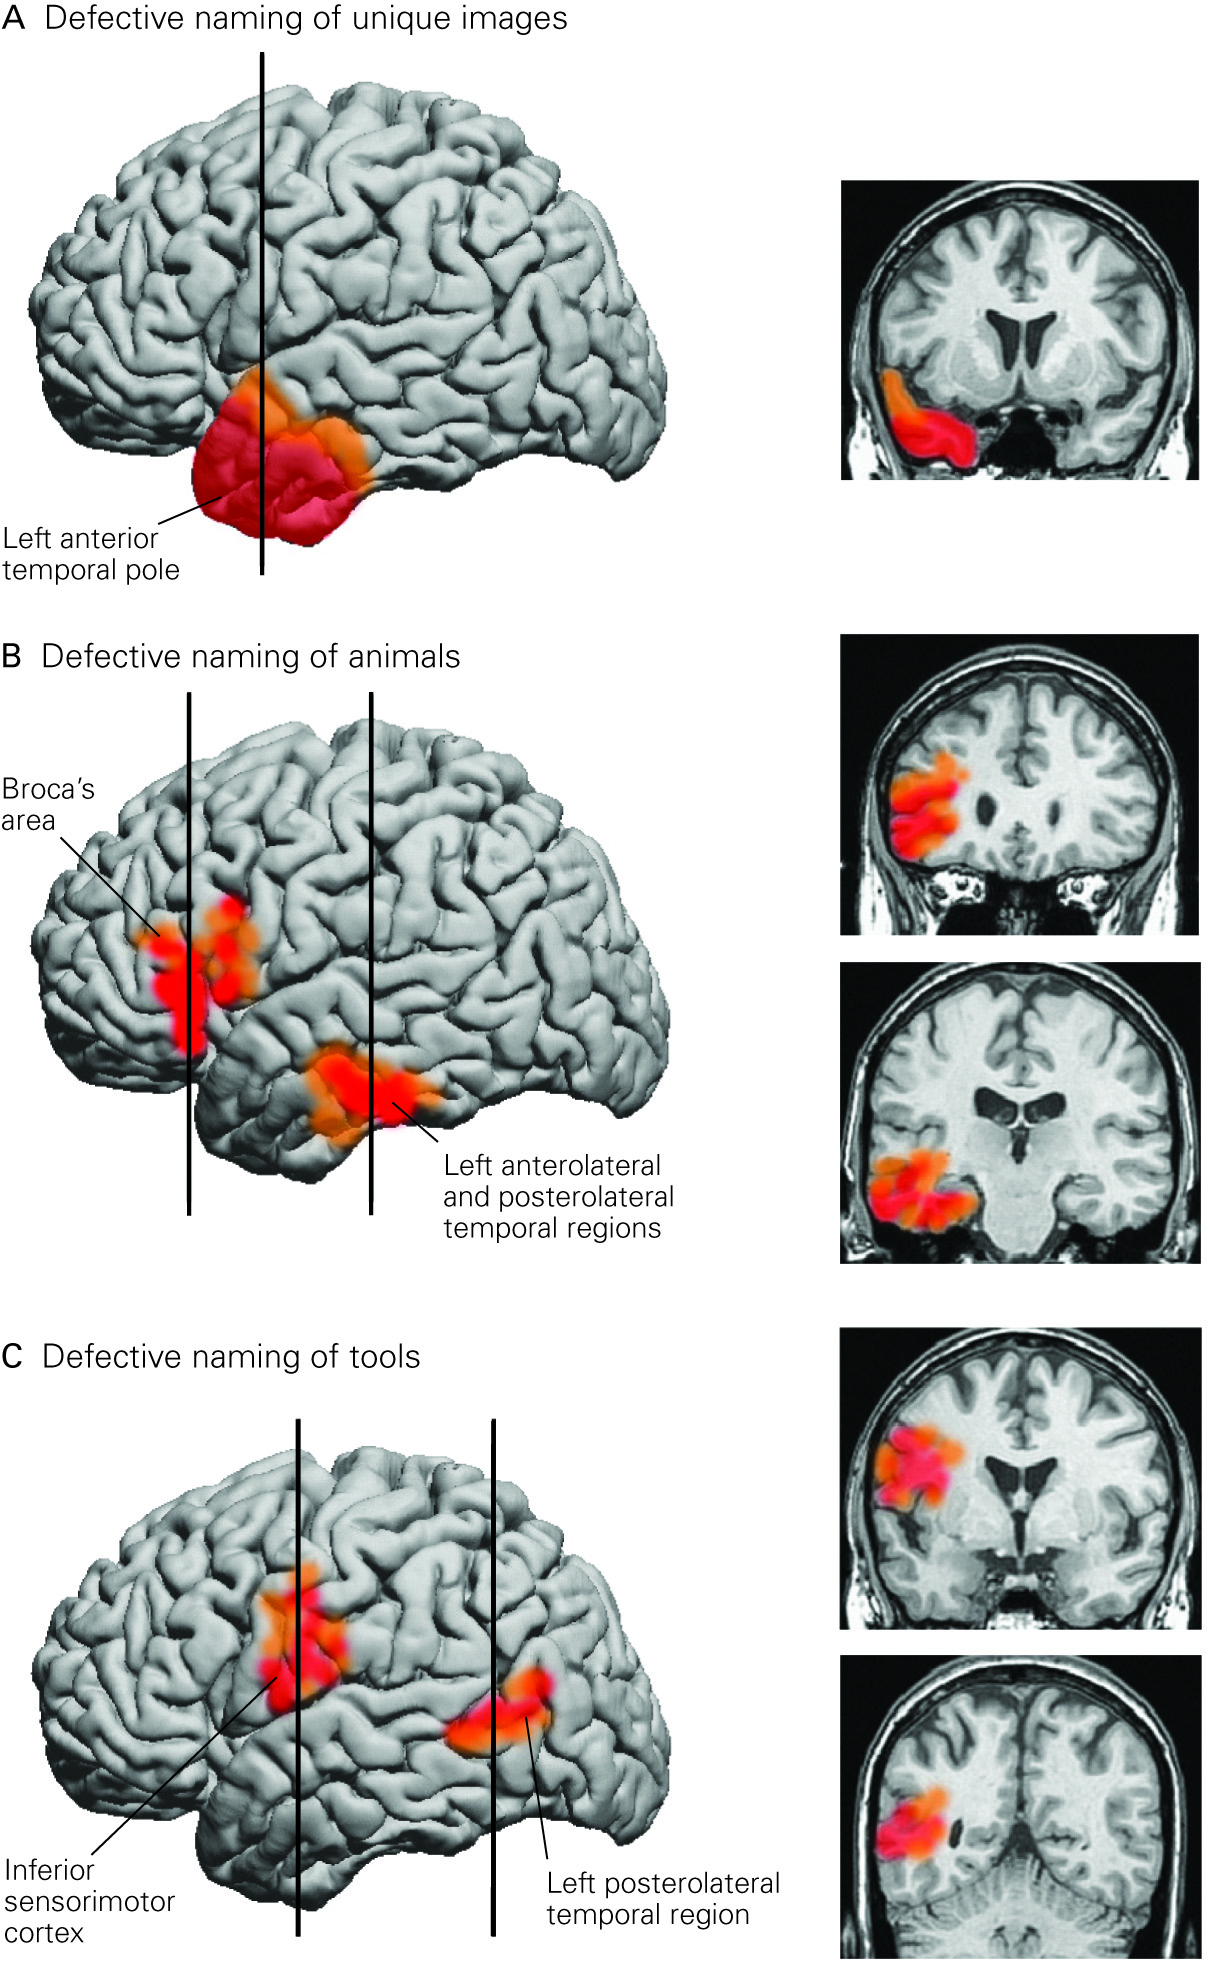 A Defective naming of unique images
Left anterior
temporal pole
B Defective naming of animals
Broca's
area
Left anterolateral
and posterolateral
temporal regions
C Defective naming of tools
Inferior
sensorimotor
cortex
Left posterolateral
temporal region